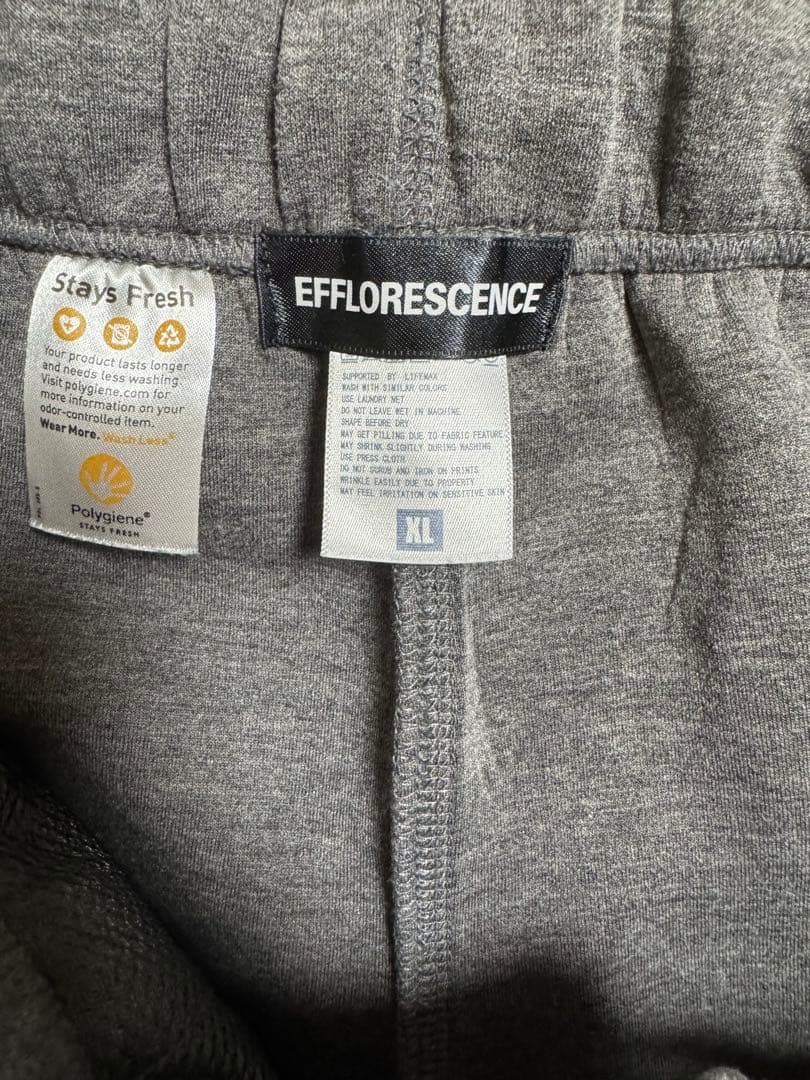 Stays Fresh
Your product lasts longer
and needs less washing.
Visit polygiene.com for
more information on your
odor-controlled item.
Wear More. Wash Less®
Polygiene®
STAYS FRESH
EFFLORESCENCE
SUPPORTED BY LIFEMAX
WASH WITH SIMILAR COLORS
USE LAUNDRY NET
DO NOT LEAVE WET IN MACHINE
SHAPE BEFORE DRY
MAY GET PILLING DUE TO FABRIC FEATURE
MAY SHRINK SLIGHTLY DURING WASHING
USE PRESS CLOTH
DO NOT SCRUB AND IRON ON PRINTS
WRINKLE EASILY DUE TO PROPERTY
MAY FEEL IRRITATION ON SENSITIVE SKIN
XL